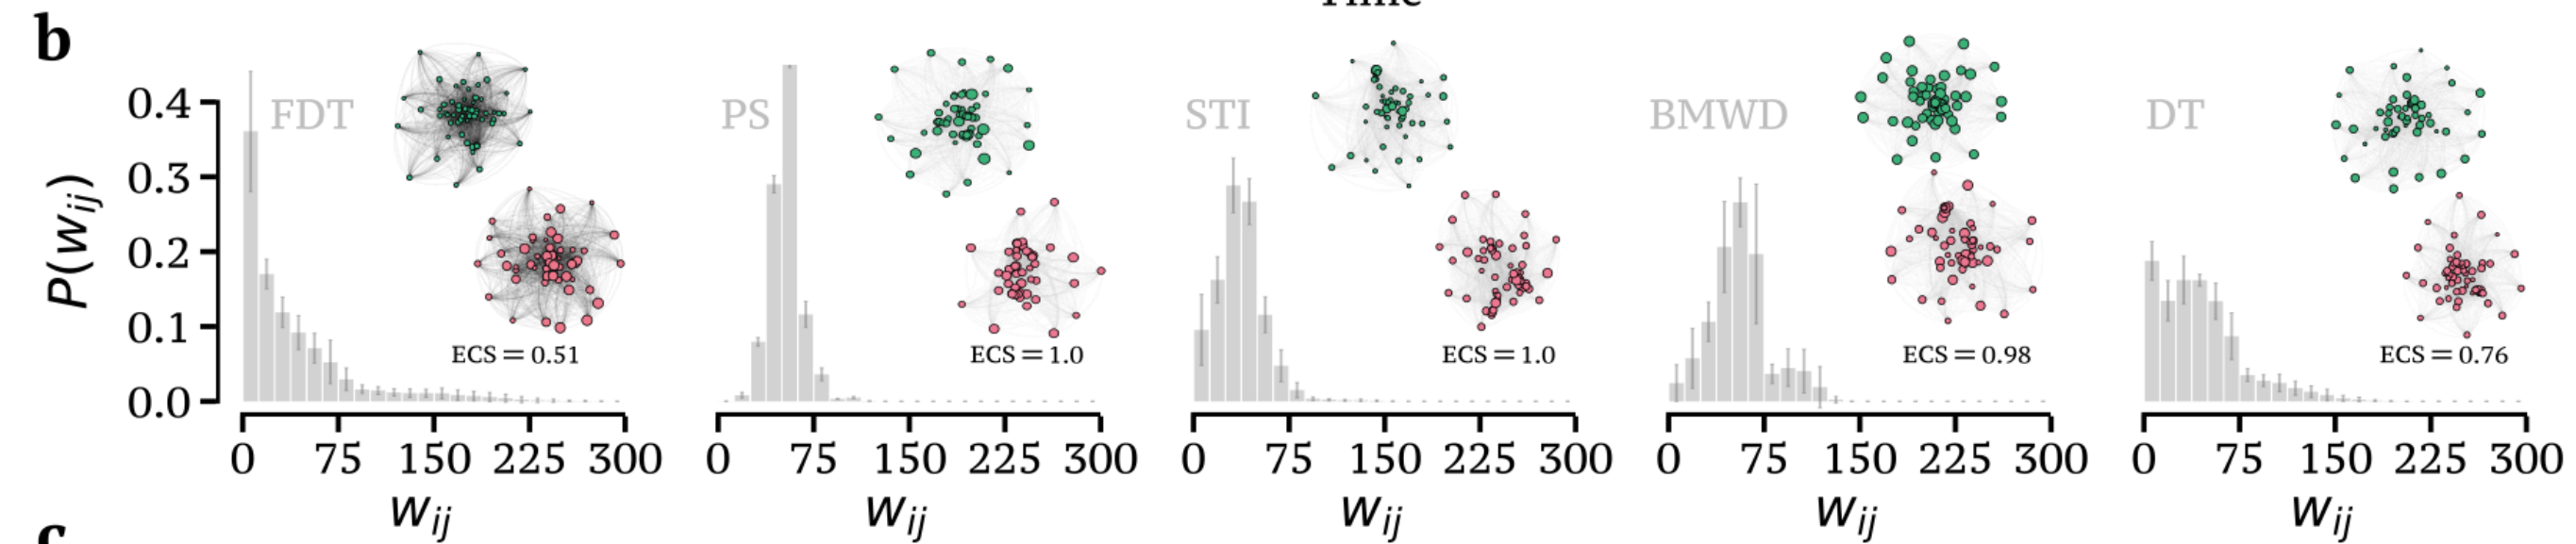 b
FDT
PS
STI
BMWD
DT
P(w_ij)
0.4
0.3
0.2
0.1
0.0
ECS = 0.51
ECS = 1.0
ECS = 1.0
ECS = 0.98
ECS = 0.76
0 75 150 225 300
0 75 150 225 300
0 75 150 225 300
0 75 150 225 300
0 75 150 225 300
w_ij
w_ij
w_ij
w_ij
w_ij